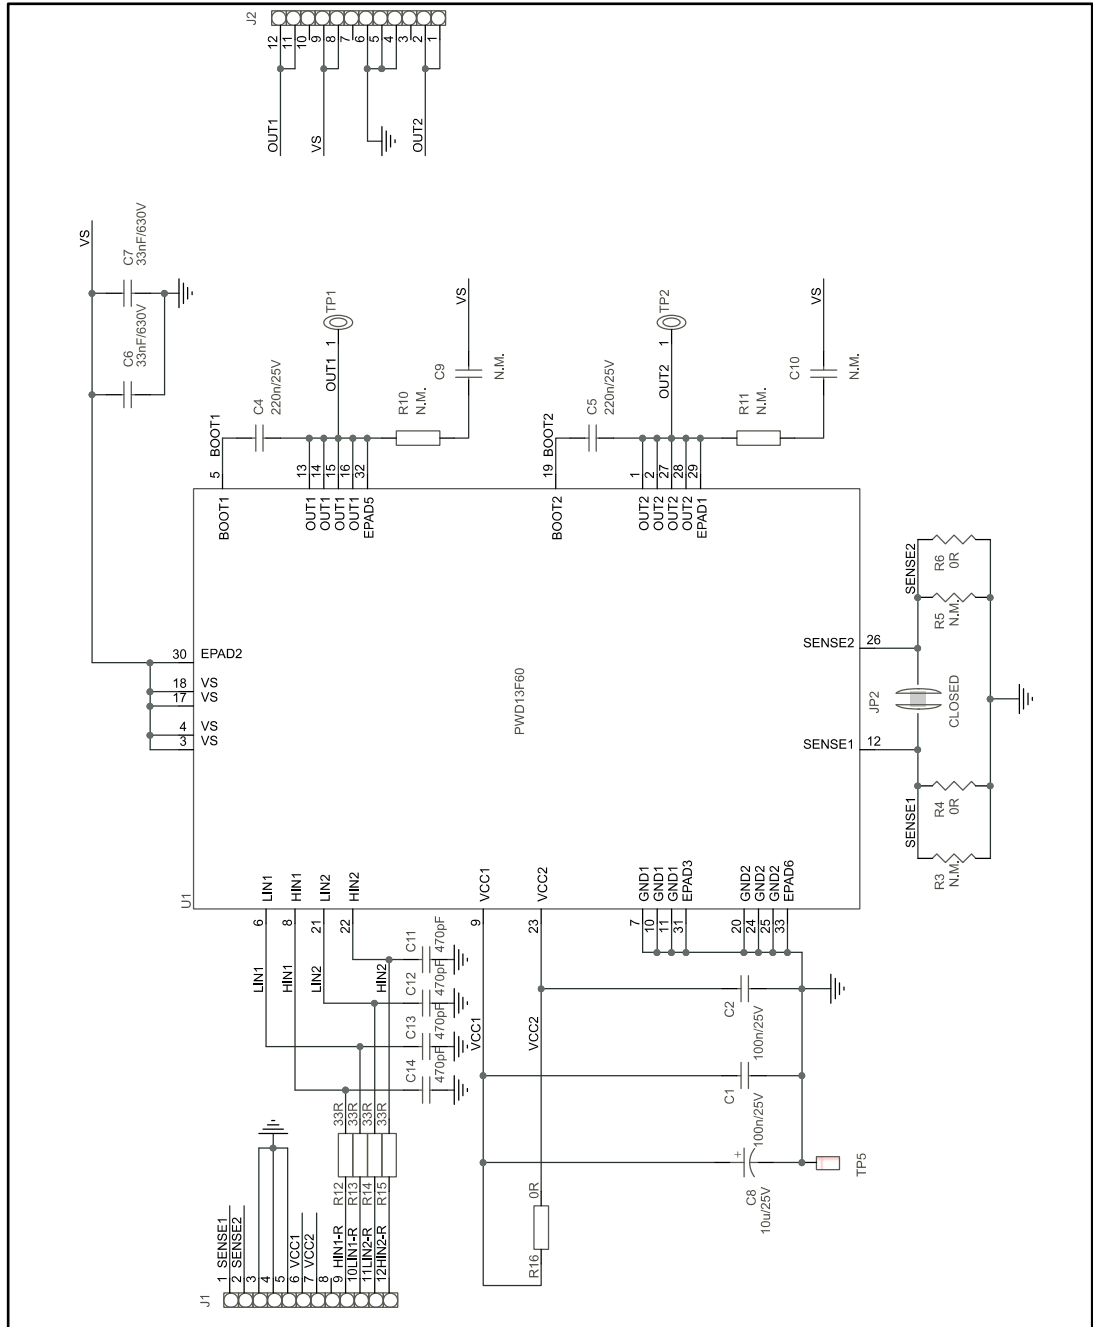 J2
12
11
10
9
8
7
6
5
4
3
2
1
OUT1
VS
OUT2
VS
C7
33nF/630V
C6
33nF/630V
TP1
1
OUT1
VS
C9
N.M.
R10
N.M.
C4
220n/25V
5
BOOT1
13
14
15
16
32
BOOT1
OUT1
OUT1
OUT1
OUT1
EPAD5
TP2
1
OUT2
VS
C10
N.M.
R11
N.M.
C5
220n/25V
19
BOOT2
1
2
27
28
29
BOOT2
OUT2
OUT2
OUT2
OUT2
EPAD1
30
EPAD2
18
VS
17
VS
4
VS
3
VS
PWD13F60
U1
SENSE2
26
SENSE1
12
SENSE2
R6
0R
R5
N.M.
JP2
CLOSED
SENSE1
R4
0R
R3
N.M.
LIN1
HIN1
LIN2
HIN2
6
8
21
22
LIN1
HIN1
LIN2
HIN2
C11
470pF
C12
470pF
C13
470pF
C14
470pF
VCC1
VCC2
9
23
VCC1
VCC2
GND1
GND1
GND1
EPAD3
7
10
11
31
GND2
GND2
GND2
EPAD6
20
24
25
33
C2
100n/25V
C1
100n/25V
+
C8
10u/25V
TP5
R16
0R
33R
33R
33R
33R
R12
R13
R14
R15
J1
1 SENSE1
2 SENSE2
3
4
5
6 VCC1
7 VCC2
8
9 HIN1-R
10LIN1-R
11LIN2-R
12HIN2-R